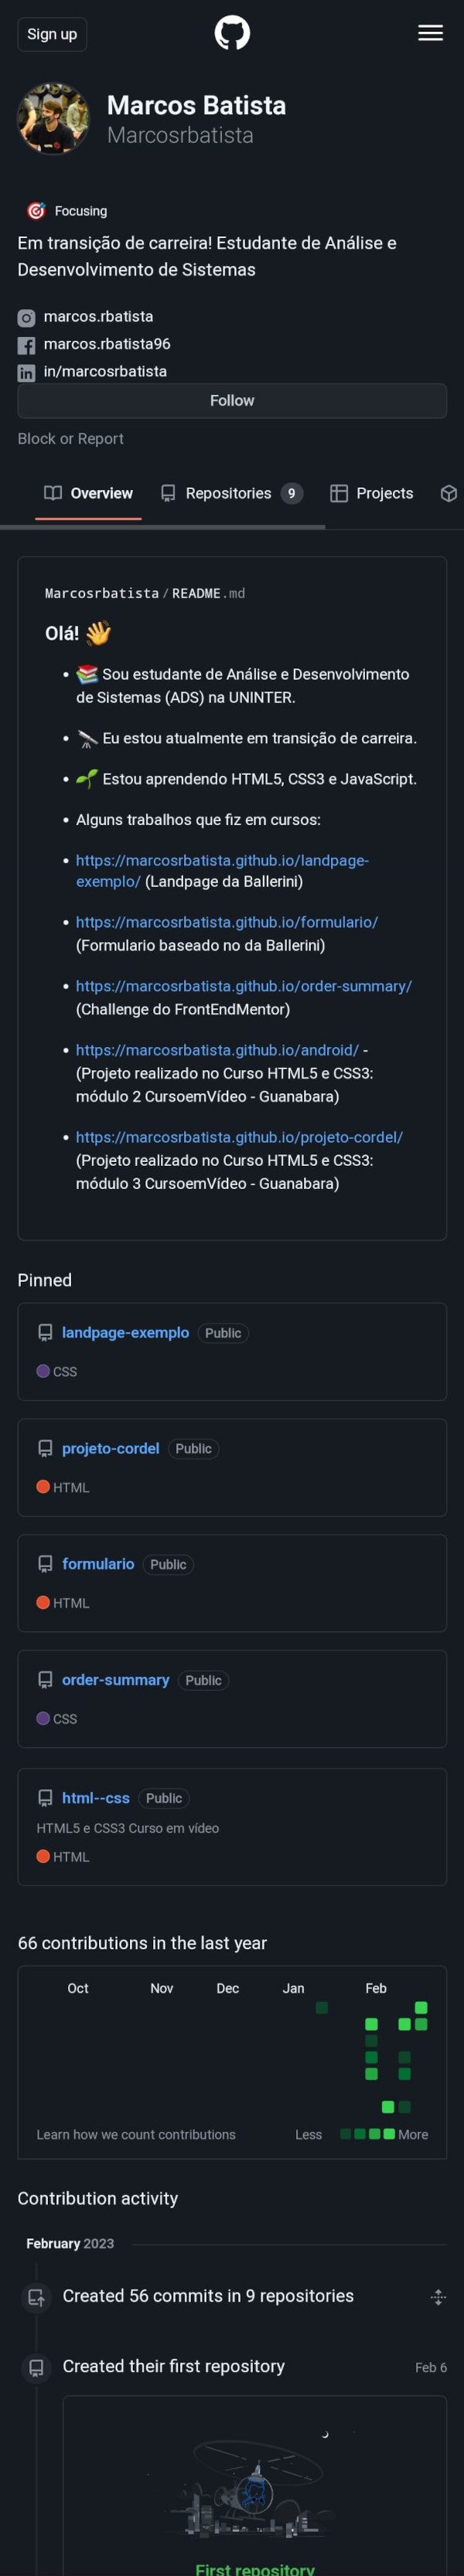 Sign up
Marcos Batista
Marcosrbatista
Focusing
Em transição de carreira! Estudante de Análise e
Desenvolvimento de Sistemas
marcos.rbatista
marcos.rbatista96
in/marcosrbatista
Follow
Block or Report
Overview
Repositories 9
Projects
Marcosrbatista / README.md
Olá! 👋
• 📚 Sou estudante de Análise e Desenvolvimento
de Sistemas (ADS) na UNINTER.
• 🔭 Eu estou atualmente em transição de carreira.
• 🌱 Estou aprendendo HTML5, CSS3 e JavaScript.
• Alguns trabalhos que fiz em cursos:
• https://marcosrbatista.github.io/landpage-
exemplo/ (Landpage da Ballerini)
• https://marcosrbatista.github.io/formulario/
(Formulario baseado no da Ballerini)
• https://marcosrbatista.github.io/order-summary/
(Challenge do FrontEndMentor)
• https://marcosrbatista.github.io/android/ -
(Projeto realizado no Curso HTML5 e CSS3:
módulo 2 CursoemVídeo - Guanabara)
• https://marcosrbatista.github.io/projeto-cordel/
(Projeto realizado no Curso HTML5 e CSS3:
módulo 3 CursoemVídeo - Guanabara)
Pinned
landpage-exemplo Public
CSS
projeto-cordel Public
HTML
formulario Public
HTML
order-summary Public
CSS
html--css Public
HTML5 e CSS3 Curso em vídeo
HTML
66 contributions in the last year
Oct Nov Dec Jan Feb
Learn how we count contributions Less More
Contribution activity
February 2023
Created 56 commits in 9 repositories
Created their first repository Feb 6
First repository